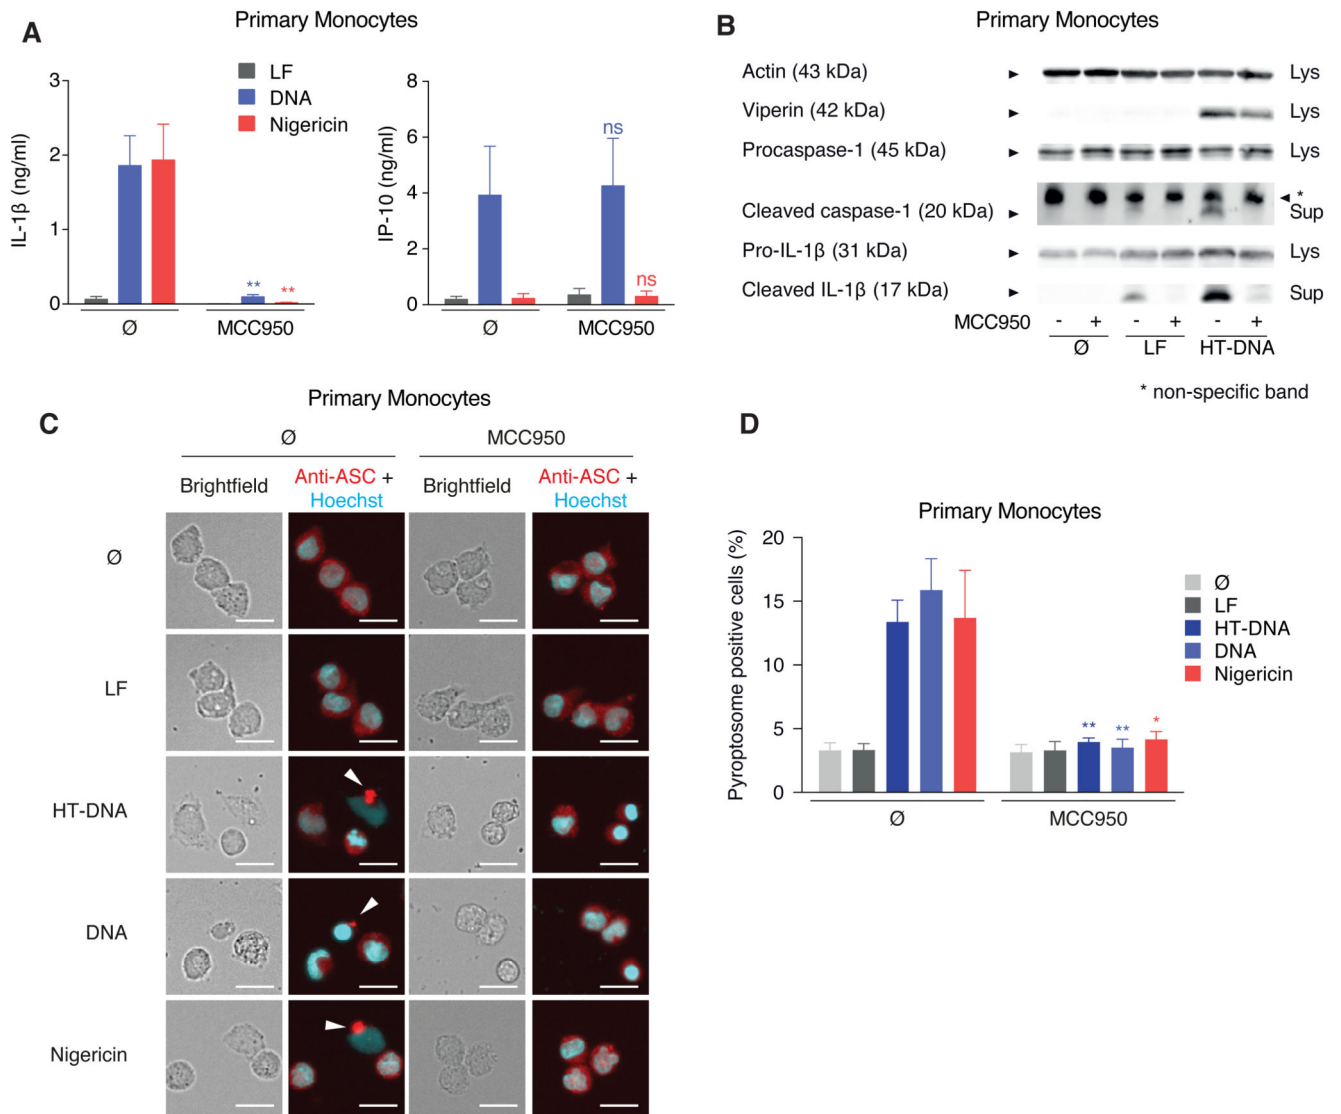 A
Primary Monocytes
LF
DNA
Nigericin
IL-1β (ng/ml)
3
2
1
0
**
**
Ø
MCC950
IP-10 (ng/ml)
8
6
4
2
0
ns
ns
Ø
MCC950
B
Primary Monocytes
Actin (43 kDa) Lys
Viperin (42 kDa) Lys
Procaspase-1 (45 kDa) Lys
*
Cleaved caspase-1 (20 kDa) Sup
Pro-IL-1β (31 kDa) Lys
Cleaved IL-1β (17 kDa) Sup
MCC950 - + - + - +
Ø LF HT-DNA
* non-specific band
C
Primary Monocytes
Ø MCC950
Brightfield Anti-ASC + Hoechst Brightfield Anti-ASC + Hoechst
Ø
LF
HT-DNA
DNA
Nigericin
D
Primary Monocytes
Pyroptosome positive cells (%)
20
15
10
5
0
** ** *
Ø MCC950
Ø
LF
HT-DNA
DNA
Nigericin